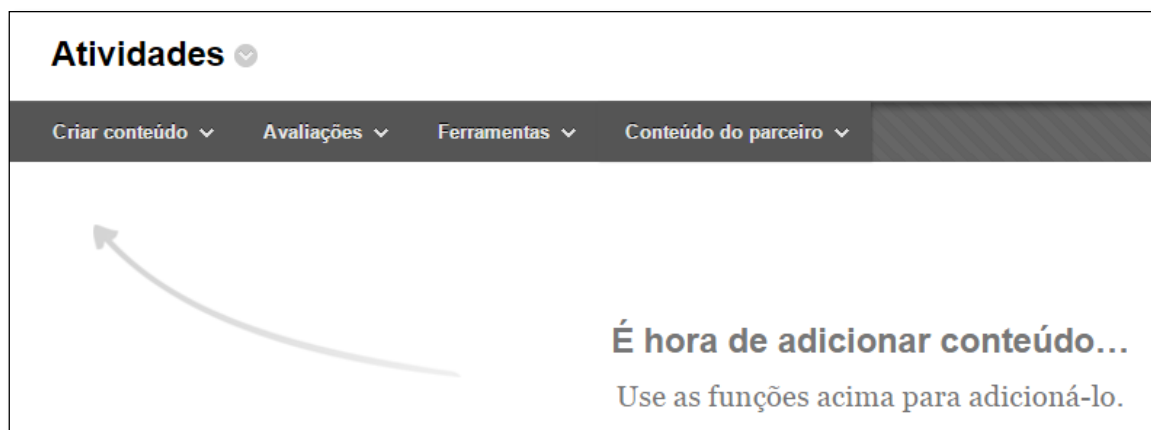 Atividades
Criar conteúdo Avaliações Ferramentas Conteúdo do parceiro
É hora de adicionar conteúdo...
Use as funções acima para adicioná-lo.